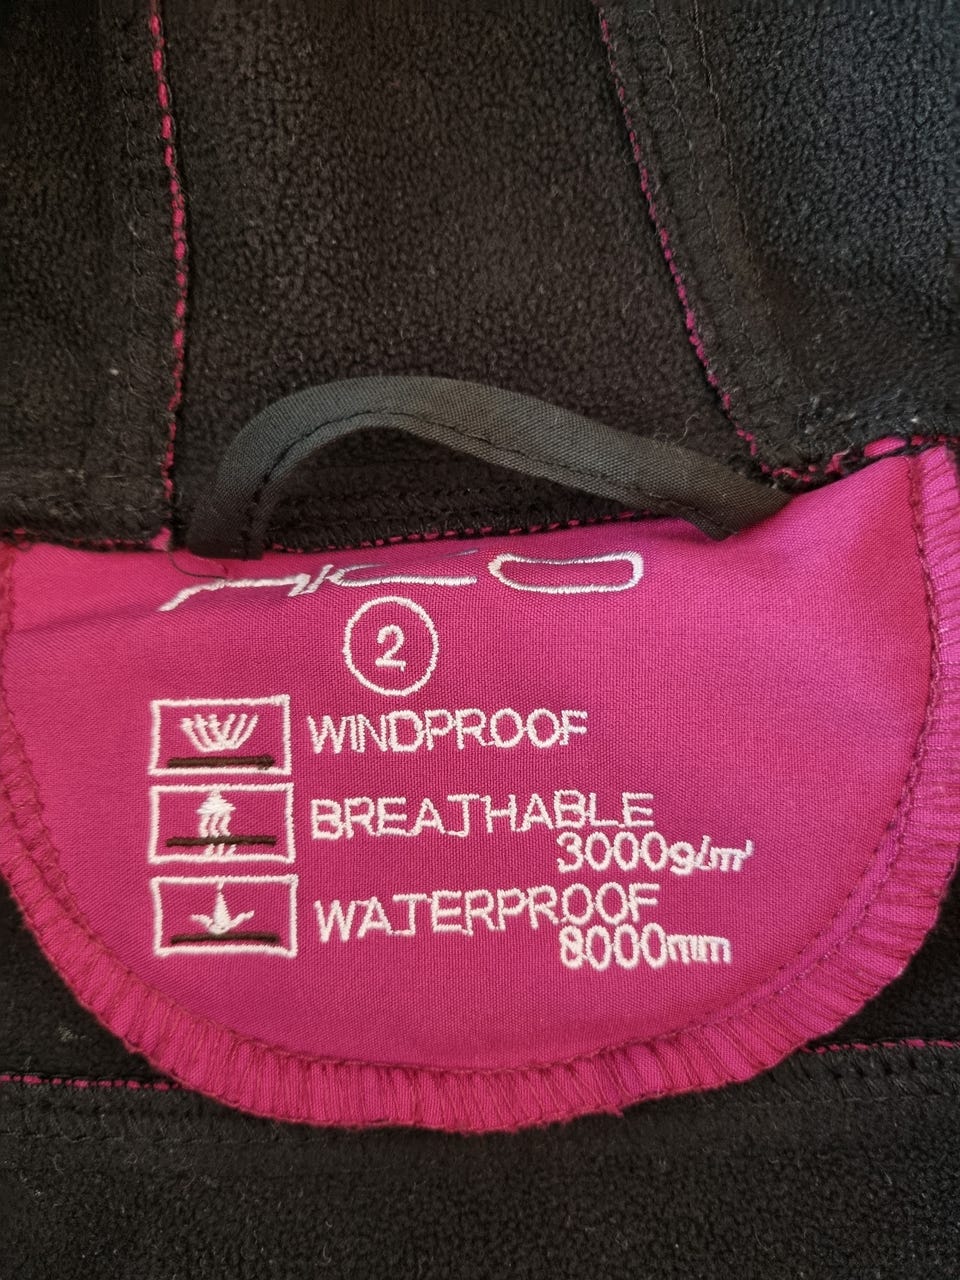 2
WINDPROOF
BREATHABLE
3000g/m²
WATERPROOF
8000mm